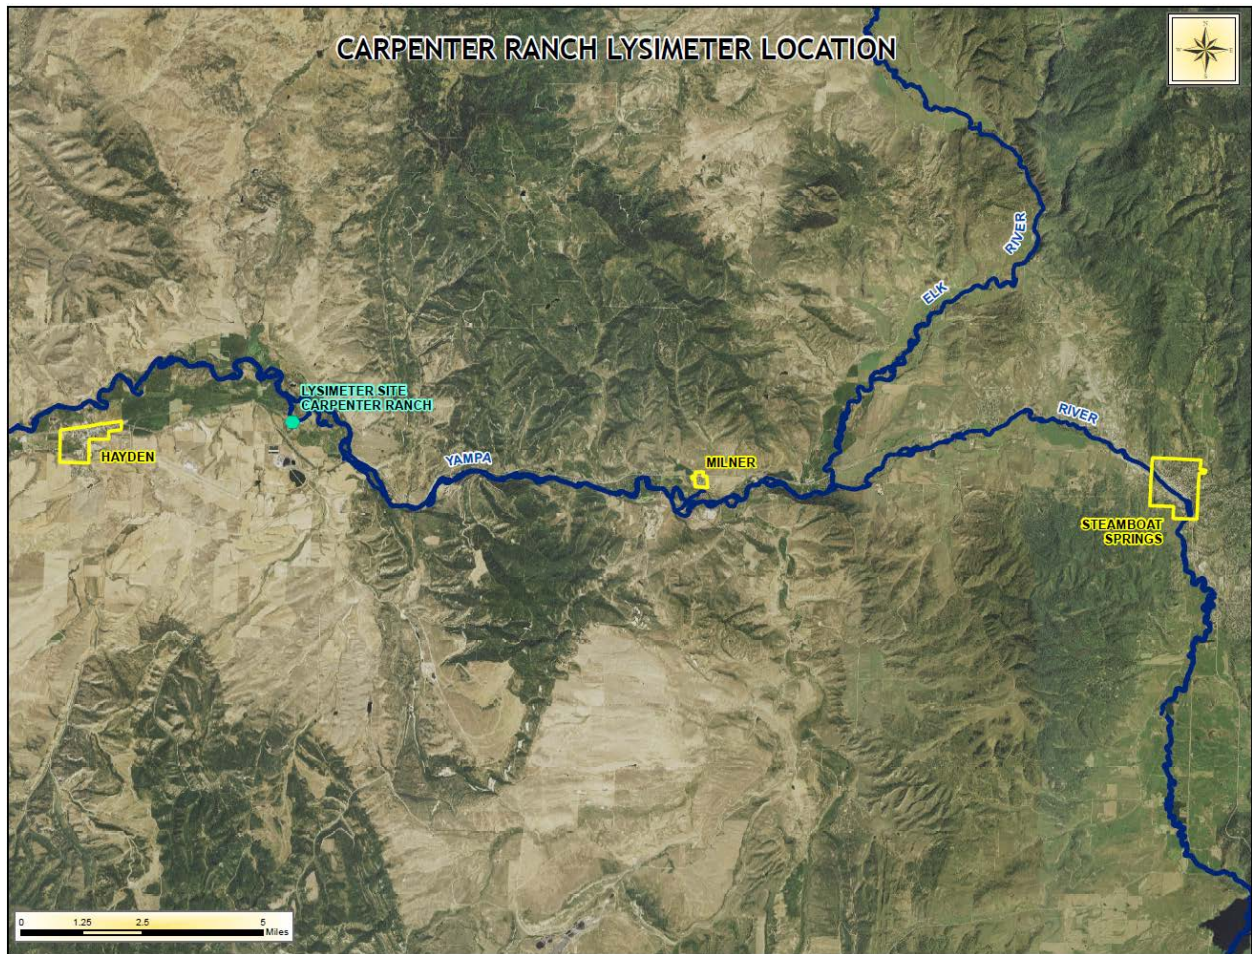 CARPENTER RANCH LYSIMETER LOCATION
N
ELK
RIVER
LYSIMETER SITE
CARPENTER RANCH
HAYDEN
YAMPA
MILNER
RIVER
STEAMBOAT
SPRINGS
0 1.25 2.5 5
Miles